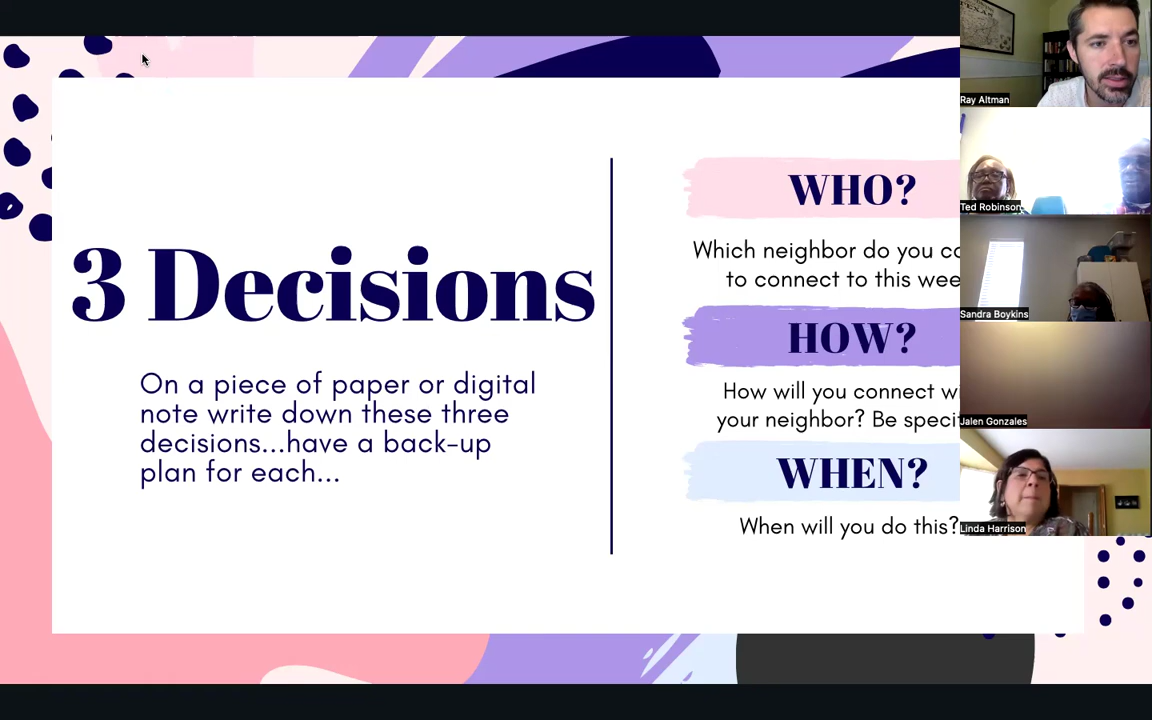 3 Decisions
On a piece of paper or digital
note write down these three
decisions...have a back-up
plan for each...
WHO?
Which neighbor do you
to connect to this
HOW?
How will you connect
your neighbor? Be
WHEN?
When will you do this?
Ray Altman
Ted Robinson
Sandra Boykins
Jalen Gonzales
Linda Harrison